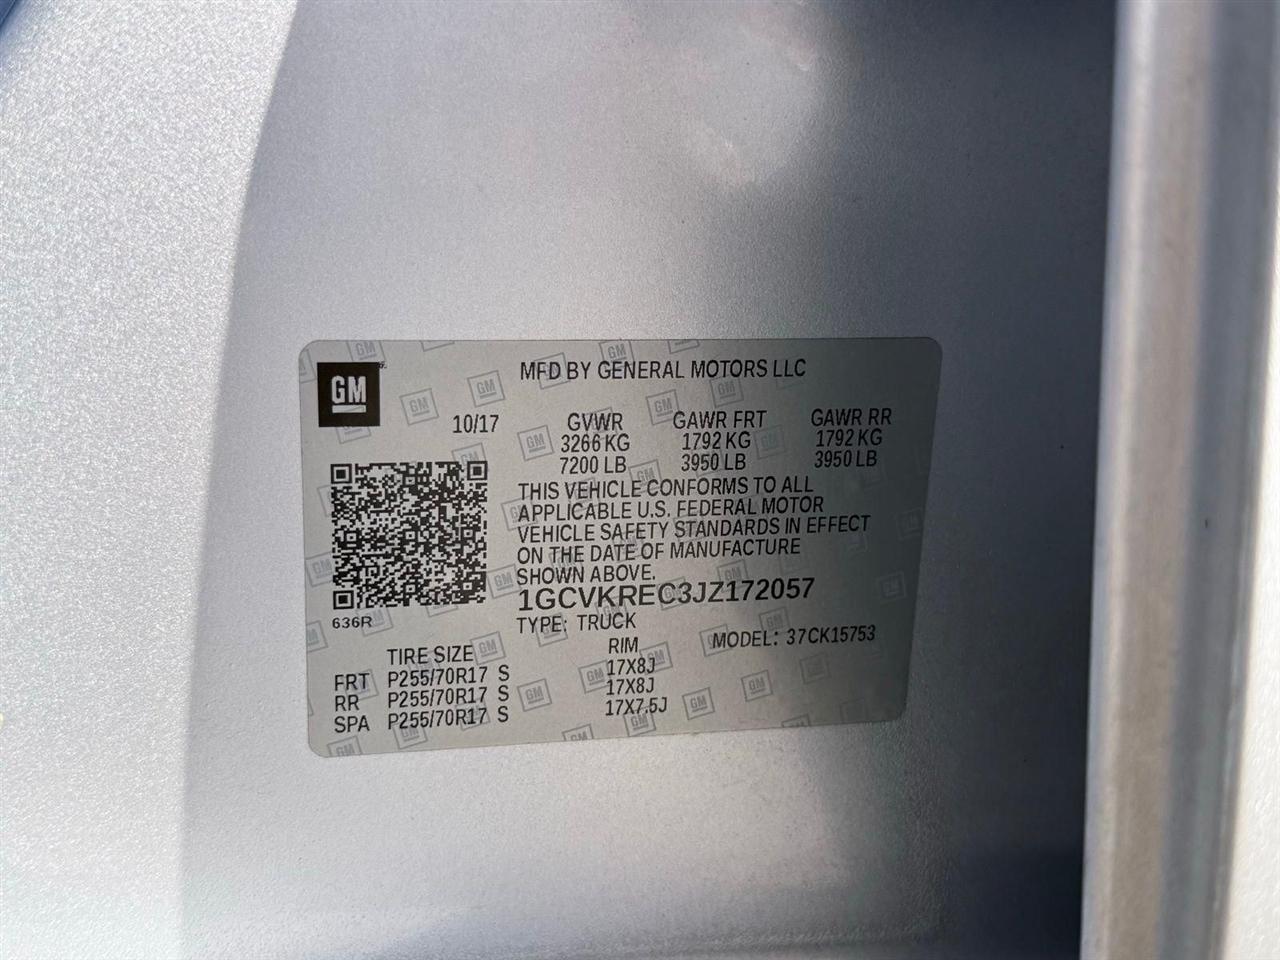 GM
MFD BY GENERAL MOTORS LLC
10/17 GVWR GAWR FRT GAWR RR
3266 KG 1792 KG 1792 KG
7200 LB 3950 LB 3950 LB
THIS VEHICLE CONFORMS TO ALL
APPLICABLE U.S. FEDERAL MOTOR
VEHICLE SAFETY STANDARDS IN EFFECT
ON THE DATE OF MANUFACTURE
SHOWN ABOVE.
1GCVKREC3JZ172057
636R
TYPE: TRUCK
MODEL: 37CK15753
TIRE SIZE RIM
FRT P255/70R17 S 17X8J
RR P255/70R17 S 17X8J
SPA P255/70R17 S 17X7.5J